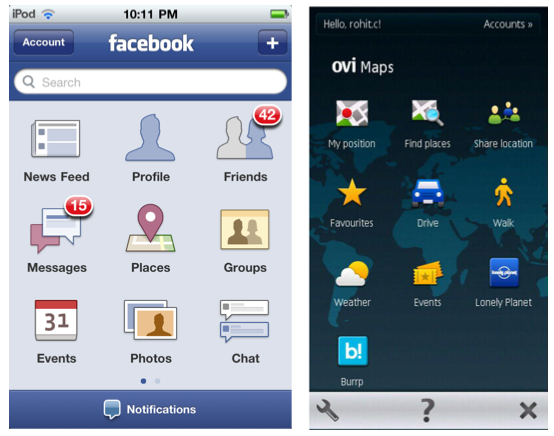 iPod 10:11 PM
Account facebook +
Search
42
News Feed Profile Friends
15
Messages Places Groups
31
Events Photos Chat
Notifications
Hello, rohit.c! Accounts »
ovi Maps
My position Find places Share location
Favourites Drive Walk
Weather Events Lonely Planet
b!
Burrp
?